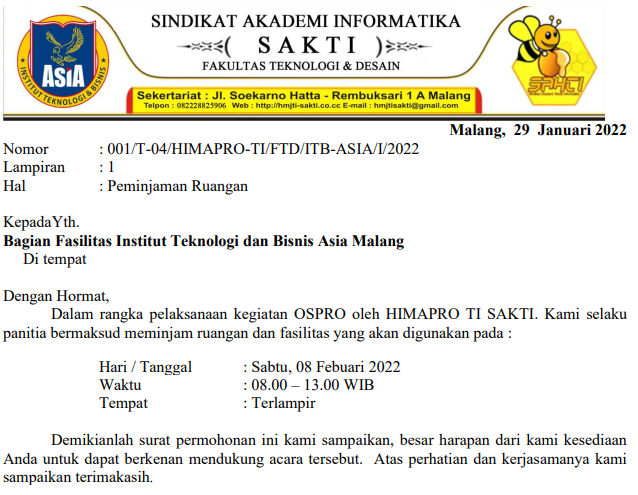 SINDIKAT AKADEMI INFORMATIKA
( SAKTI )
FAKULTAS TEKNOLOGI & DESAIN
ASIA
INSTITUT TEKNOLOGI & BISNIS
SAKTI
Sekertariat : Jl. Soekarno Hatta - Rembuksari 1 A Malang
Telpon : 082228825906 Web : http://hmjti-sakti.co.cc E-mail : hmjtisakti@gmail.com
Malang, 29 Januari 2022
Nomor : 001/T-04/HIMAPRO-TI/FTD/ITB-ASIA/I/2022
Lampiran : 1
Hal : Peminjaman Ruangan
KepadaYth.
Bagian Fasilitas Institut Teknologi dan Bisnis Asia Malang
Di tempat
Dengan Hormat,
Dalam rangka pelaksanaan kegiatan OSPRO oleh HIMAPRO TI SAKTI. Kami selaku
panitia bermaksud meminjam ruangan dan fasilitas yang akan digunakan pada :
Hari / Tanggal : Sabtu, 08 Febuari 2022
Waktu : 08.00 – 13.00 WIB
Tempat : Terlampir
Demikianlah surat permohonan ini kami sampaikan, besar harapan dari kami kesediaan
Anda untuk dapat berkenan mendukung acara tersebut. Atas perhatian dan kerjasamanya kami
sampaikan terimakasih.